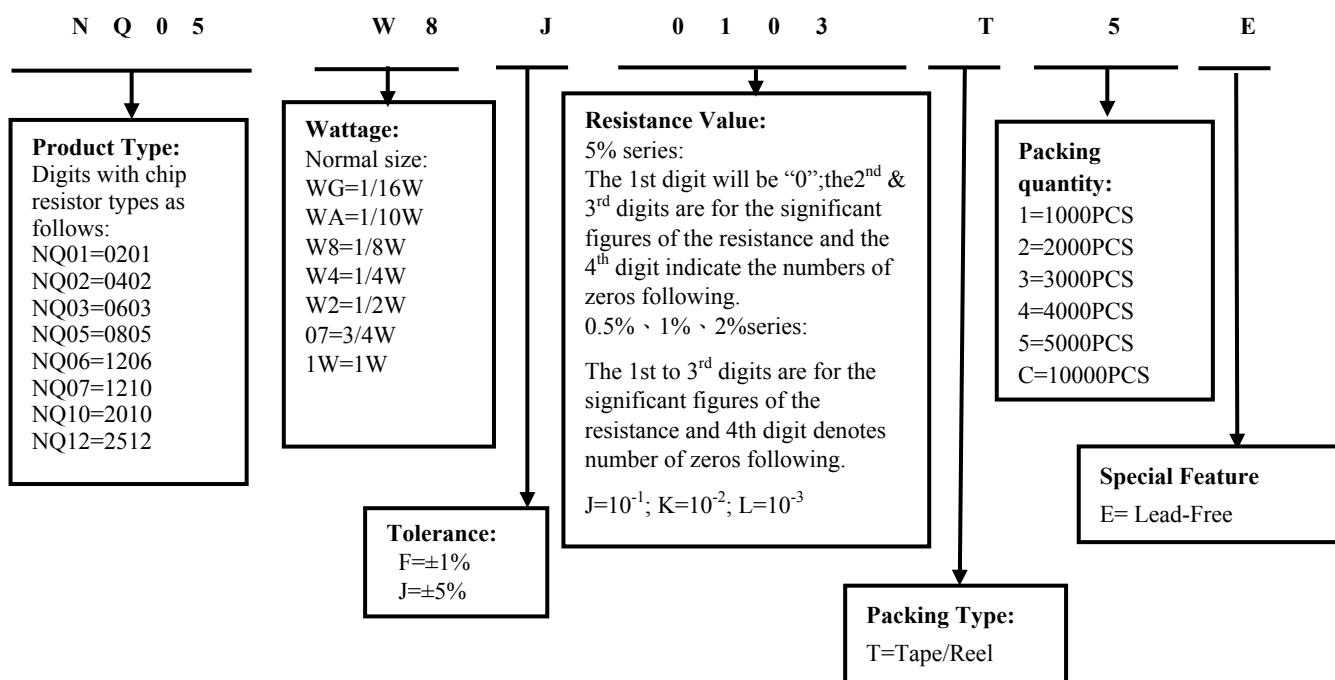 N Q 0 5 W 8 J 0 1 0 3 T 5 E
Product Type:
Digits with chip
resistor types as
follows:
NQ01=0201
NQ02=0402
NQ03=0603
NQ05=0805
NQ06=1206
NQ07=1210
NQ10=2010
NQ12=2512
Wattage:
Normal size:
WG=1/16W
WA=1/10W
W8=1/8W
W4=1/4W
W2=1/2W
07=3/4W
1W=1W
Tolerance:
F=±1%
J=±5%
Resistance Value:
5% series:
The 1st digit will be “0”;the2nd &
3rd digits are for the significant
figures of the resistance and the
4th digit indicate the numbers of
zeros following.
0.5%、1%、2%series:
The 1st to 3rd digits are for the
significant figures of the
resistance and 4th digit denotes
number of zeros following.
J=10-1; K=10-2; L=10-3
Packing Type:
T=Tape/Reel
Packing
quantity:
1=1000PCS
2=2000PCS
3=3000PCS
4=4000PCS
5=5000PCS
C=10000PCS
Special Feature
E= Lead-Free